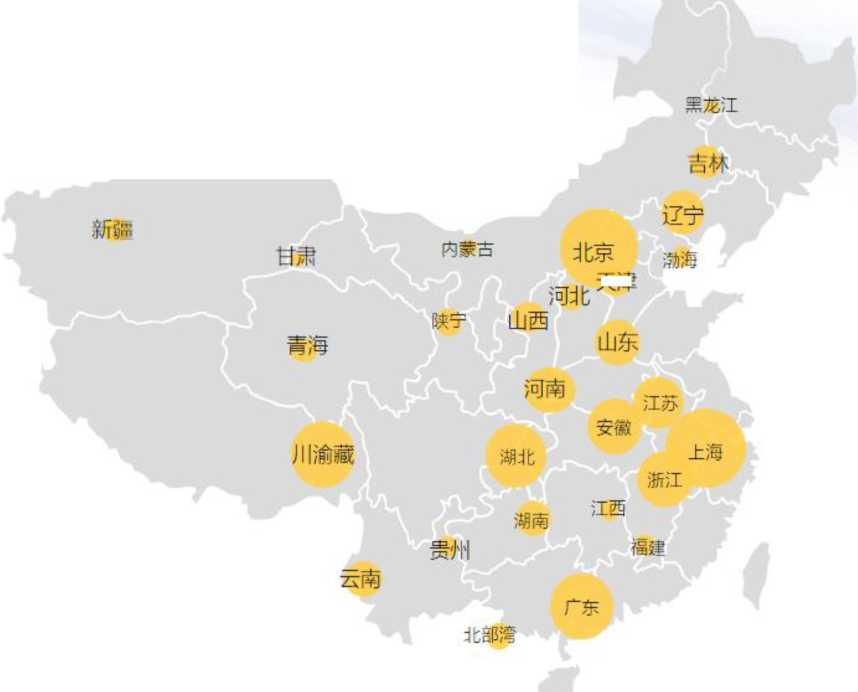 黑龙江
吉林
辽宁
新疆
内蒙古
北京
甘肃
渤海
天津
河北
陕宁
山西
青海
山东
河南
江苏
安徽
川渝藏
湖北
上海
浙江
江西
湖南
福建
贵州
云南
广东
北部湾